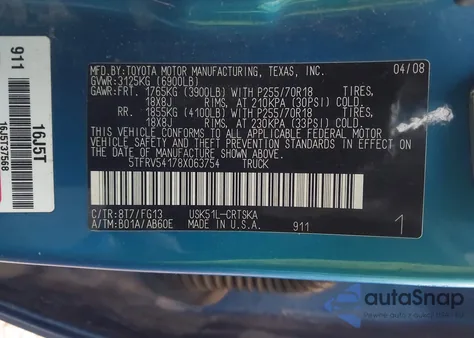 MFD.BY:TOYOTA MOTOR MANUFACTURING, TEXAS, INC. 04/08
GVWR:3125KG (6900LB)
GAWR:FRT. 1765KG (3900LB) WITH P255/70R18 TIRES,
18X8J RIMS, AT 210KPA (30PSI) COLD.
RR. 1855KG (4100LB) WITH P255/70R18 TIRES,
18X8J RIMS, AT 230KPA (33PSI) COLD.
THIS VEHICLE CONFORMS TO ALL APPLICABLE FEDERAL MOTOR
VEHICLE SAFETY AND THEFT PREVENTION STANDARDS IN
EFFECT ON THE DATE OF MANUFACTURE SHOWN ABOVE.
5TFRV54178X063754 TRUCK
C/TR:8T7/FG13 USK51L-CRTSKA
A/TM:B01A/AB60E MADE IN U.S.A. 911 1
911
16J5T
16J5T37568
autoSnap